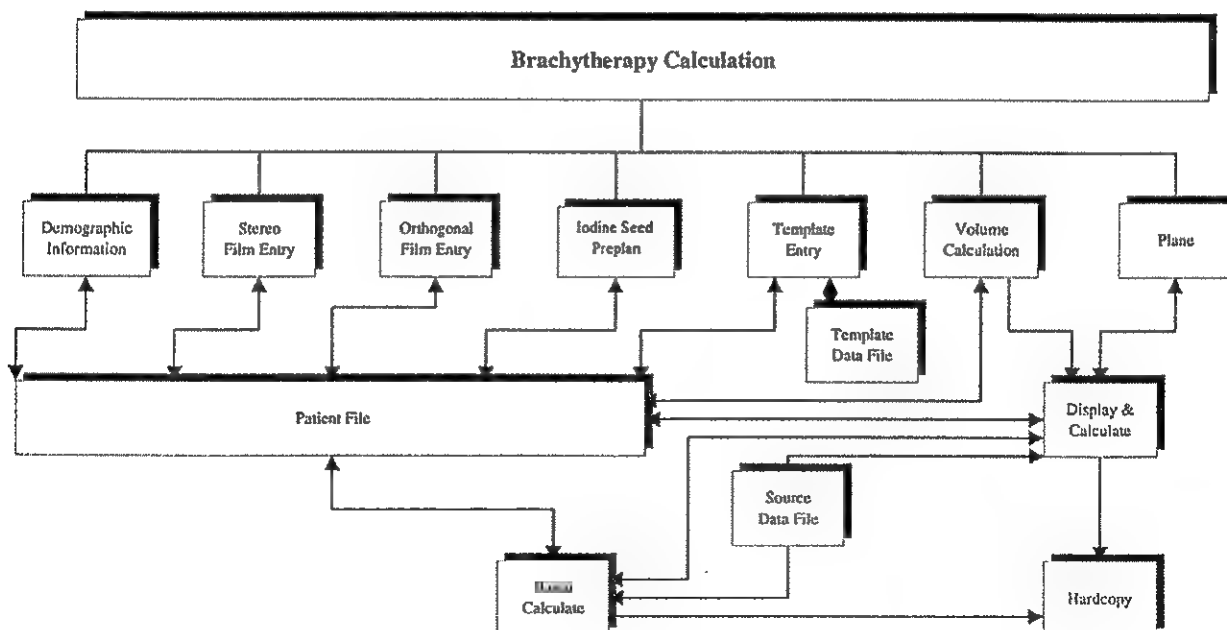 Brachytherapy Calculation
Demographic
Information
Stereo
Film Entry
Orthogonal
Film Entry
Iodine Seed
Preplan
Template
Entry
Volume
Calculation
Plane
Template
Data File
Patient File
Display &
Calculate
Source
Data File
Calculate
Hardcopy